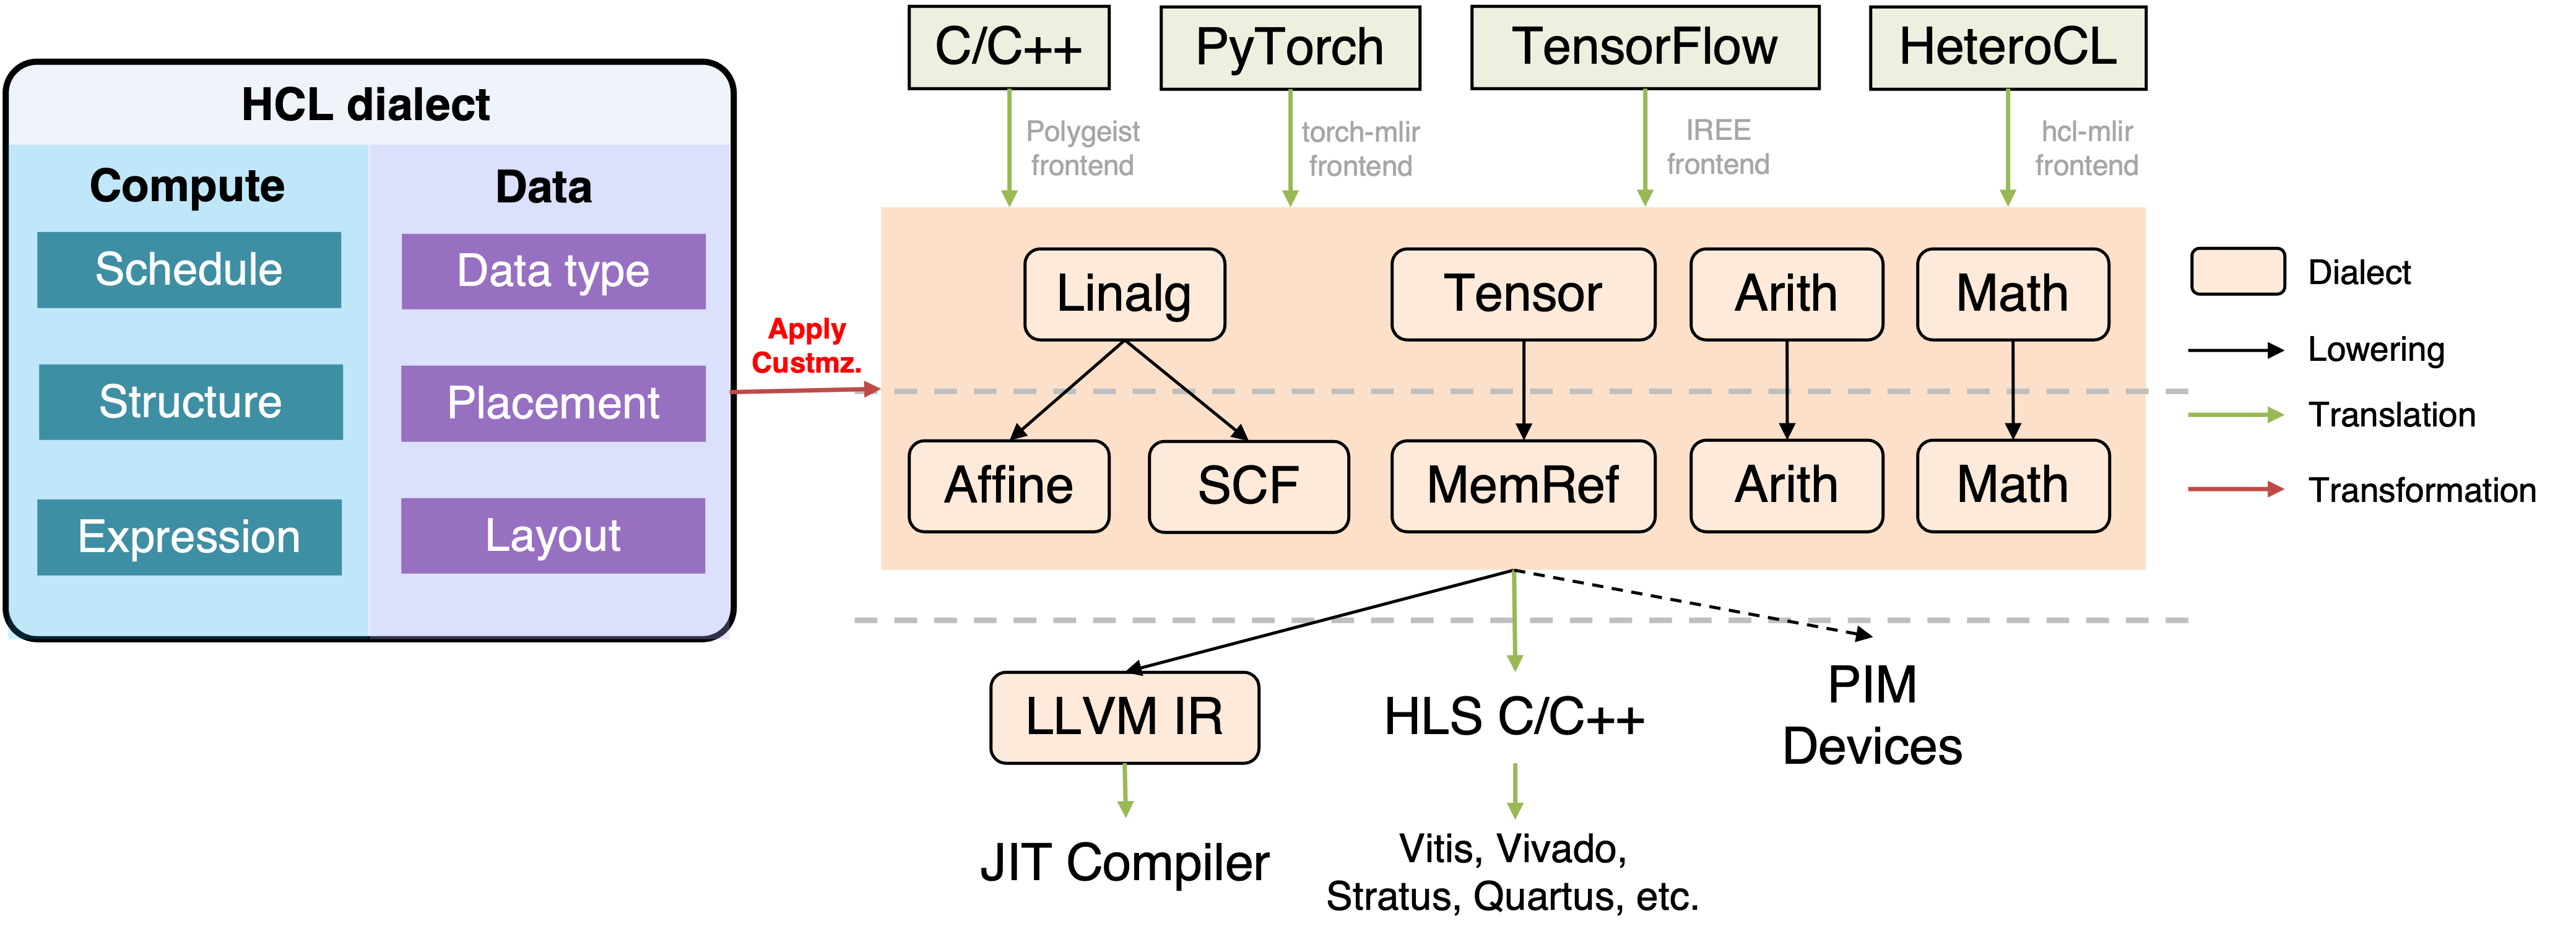 HCL dialect
Compute
Data
Schedule
Data type
Structure
Placement
Expression
Layout
Apply
Custmz.
C/C++
PyTorch
TensorFlow
HeteroCL
Polygeist
frontend
torch-mlir
frontend
IREE
frontend
hcl-mlir
frontend
Linalg
Tensor
Arith
Math
Affine
SCF
MemRef
Arith
Math
Dialect
Lowering
Translation
Transformation
LLVM IR
HLS C/C++
PIM
Devices
JIT Compiler
Vitis, Vivado,
Stratus, Quartus, etc.